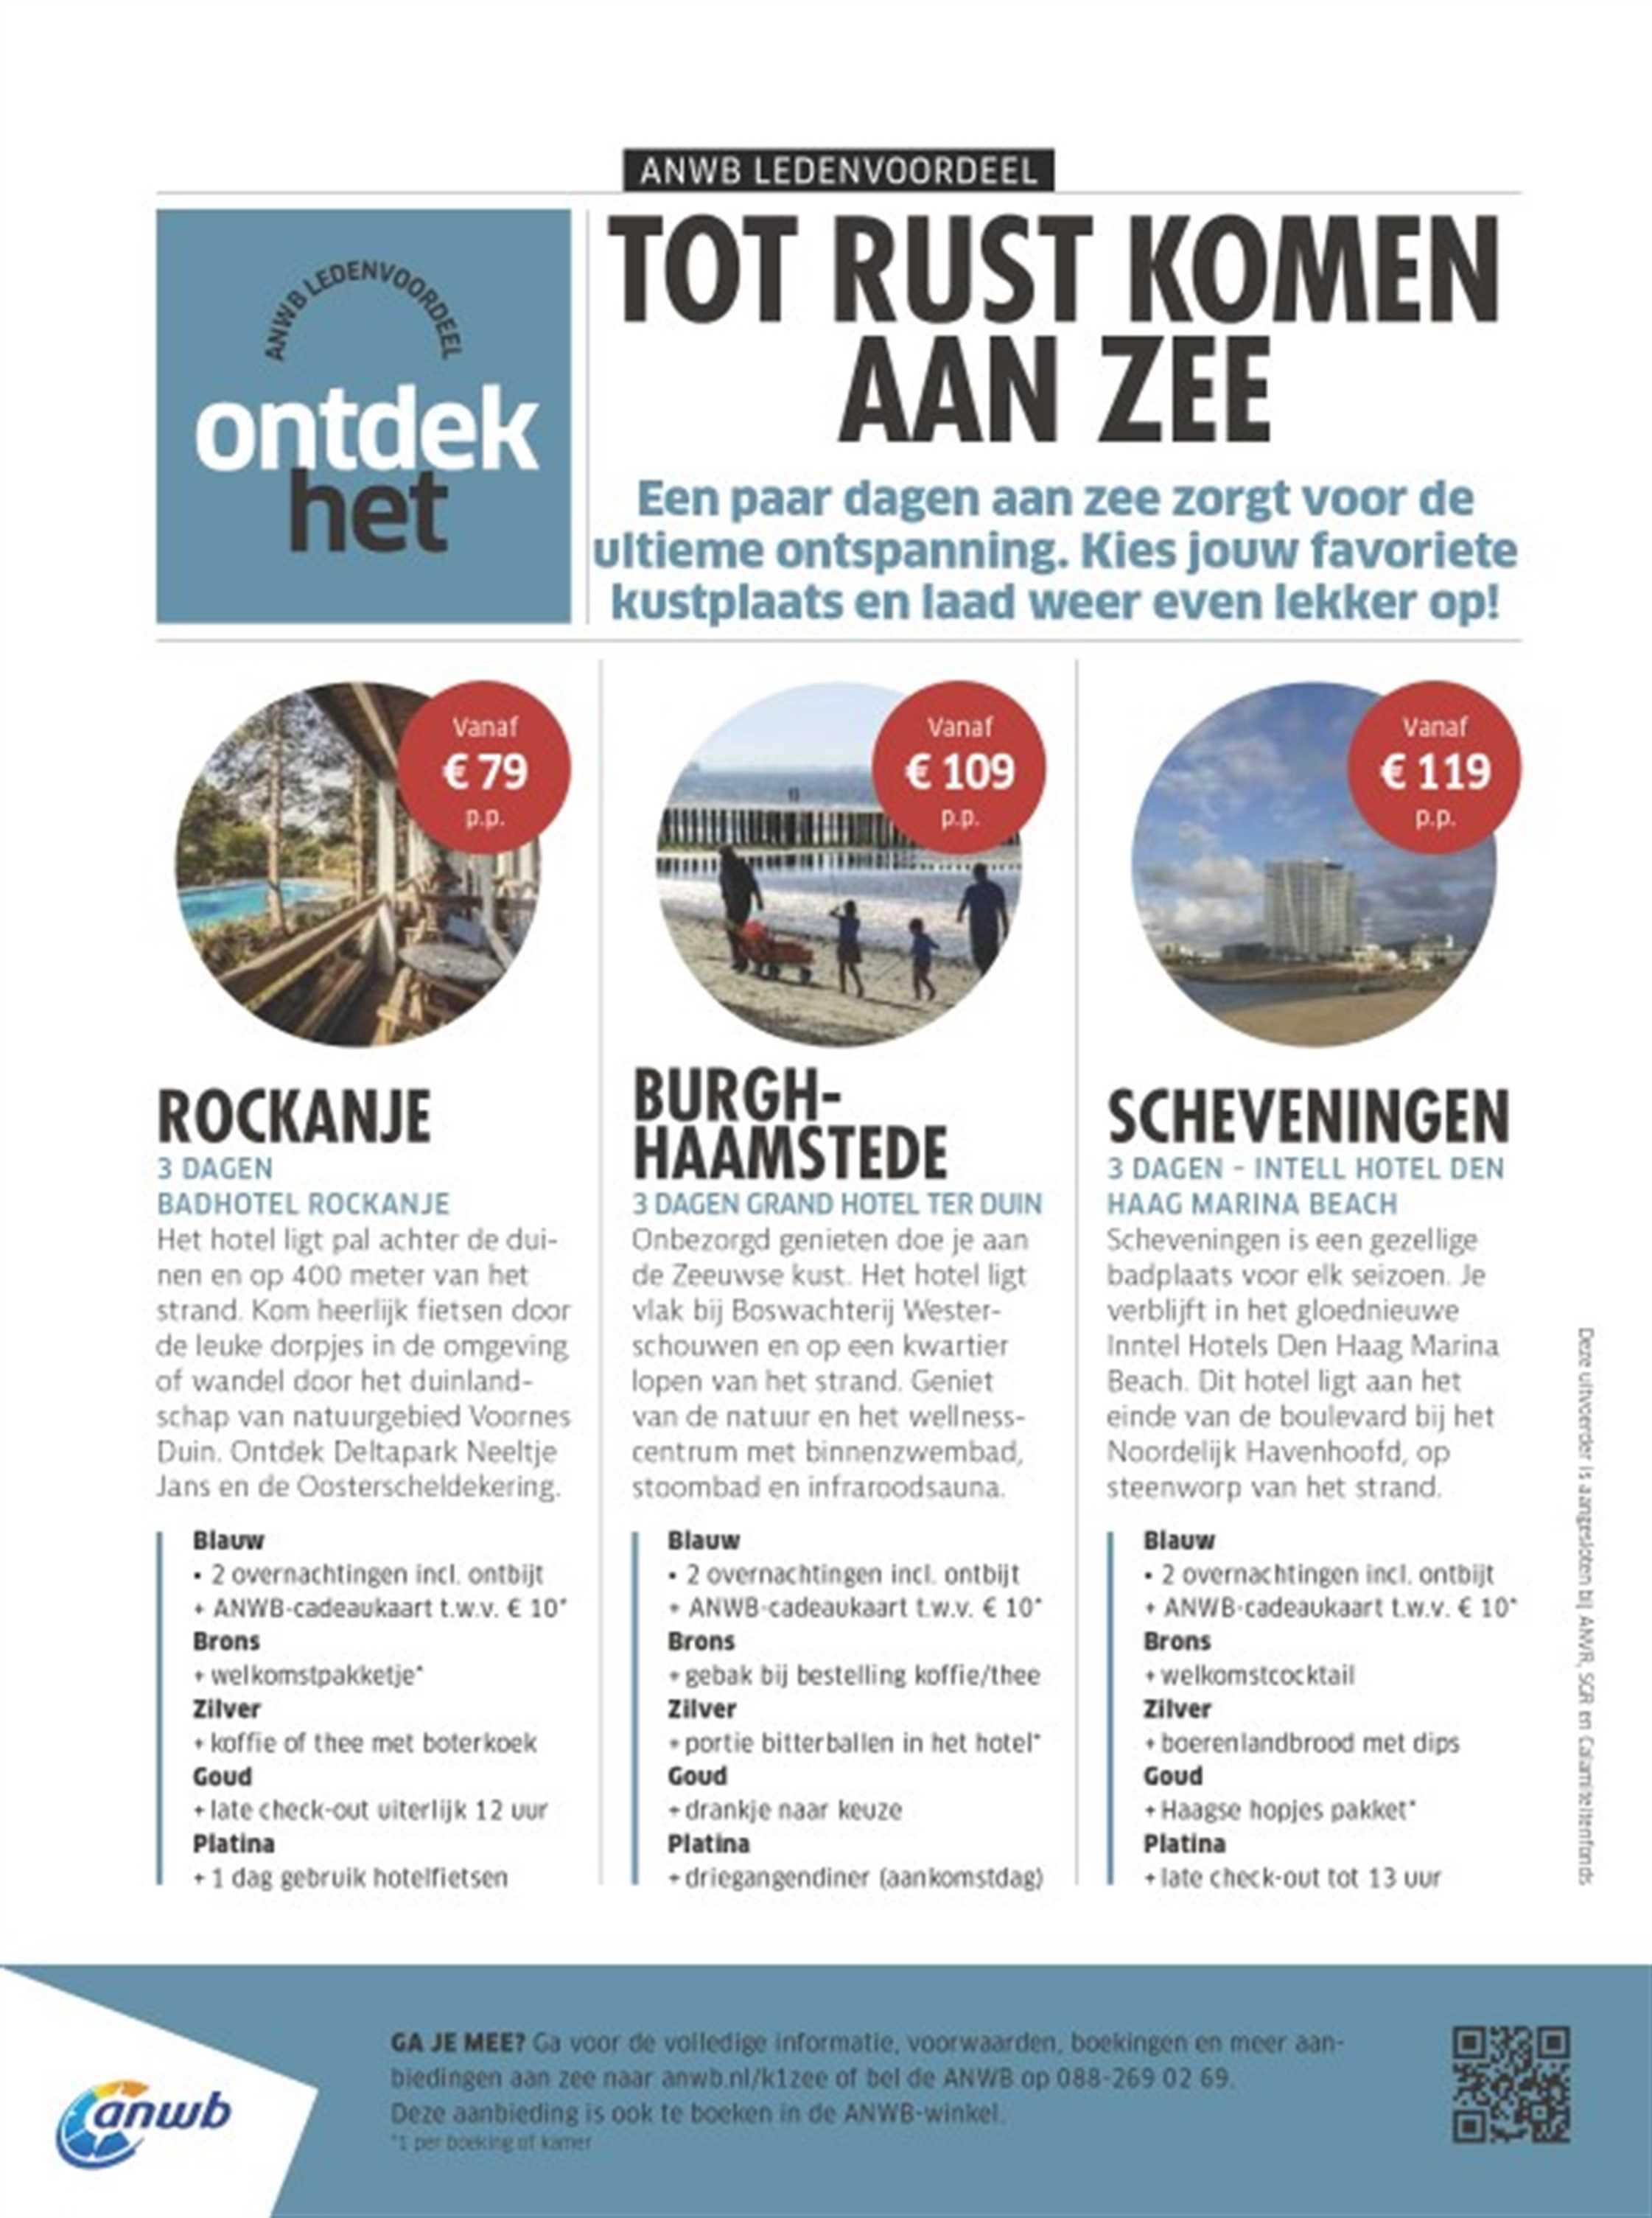 ANWB LEDENVOORDEEL
ANWB LEDENVOORDEEL
ontdek
het
TOT RUST KOMEN
AAN ZEE
Een paar dagen aan zee zorgt voor de
ultieme ontspanning. Kies jouw favoriete
kustplaats en laad weer even lekker op!
Vanaf
€ 79
p.p.
ROCKANJE
3 DAGEN
BADHOTEL ROCKANJE
Het hotel ligt pal achter de dui-
nen en op 400 meter van het
strand. Kom heerlijk fietsen door
de leuke dorpjes in de omgeving
of wandel door het duinland-
schap van natuurgebied Voornes
Duin. Ontdek Deltapark Neeltje
Jans en de Oosterscheldekering.
Blauw
• 2 overnachtingen incl. ontbijt
+ ANWB-cadeaukaart t.w.v. € 10*
Brons
+ welkomstpakketje*
Zilver
+ koffie of thee met boterkoek
Goud
+ late check-out uiterlijk 12 uur
Platina
+ 1 dag gebruik hotelfietsen
Vanaf
€ 109
p.p.
BURGH-
HAAMSTEDE
3 DAGEN GRAND HOTEL TER DUIN
Onbezorgd genieten doe je aan
de Zeeuwse kust. Het hotel ligt
vlak bij Boswachterij Wester-
schouwen en op een kwartier
lopen van het strand. Geniet
van de natuur en het wellness-
centrum met binnenzwembad,
stoombad en infraroodsauna.
Blauw
• 2 overnachtingen incl. ontbijt
+ ANWB-cadeaukaart t.w.v. € 10*
Brons
+ gebak bij bestelling koffie/thee
Zilver
+ portie bitterballen in het hotel*
Goud
+ drankje naar keuze
Platina
+ driegangendiner (aankomstdag)
Vanaf
€ 119
p.p.
SCHEVENINGEN
3 DAGEN - INTELL HOTEL DEN
HAAG MARINA BEACH
Scheveningen is een gezellige
badplaats voor elk seizoen. Je
verblijft in het gloednieuwe
Inntel Hotels Den Haag Marina
Beach. Dit hotel ligt aan het
einde van de boulevard bij het
Noordelijk Havenhoofd, op
steenworp van het strand.
Blauw
• 2 overnachtingen incl. ontbijt
+ ANWB-cadeaukaart t.w.v. € 10*
Brons
+ welkomstcocktail
Zilver
+ boerenlandbrood met dips
Goud
+ Haagse hopjes pakket*
Platina
+ late check-out tot 13 uur
Deze uitvoerder is aangesloten bij ANVR, SGR en Calamiteitenfonds
anwb
GA JE MEE? Ga voor de volledige informatie, voorwaarden, boekingen en meer aan-
biedingen aan zee naar anwb.nl/k1zee of bel de ANWB op 088-269 02 69.
Deze aanbieding is ook te boeken in de ANWB-winkel.
*1 per boeking of kamer